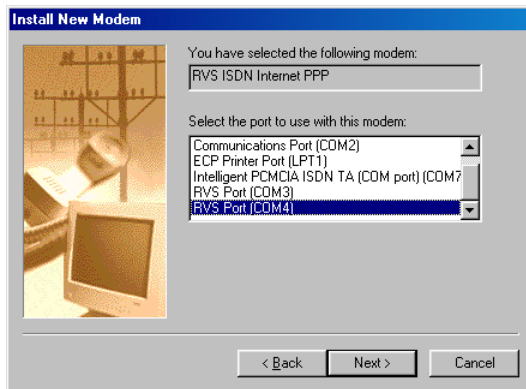 Install New Modem
You have selected the following modem:
RVS ISDN Internet PPP
Select the port to use with this modem:
Communications Port (COM2)
ECP Printer Port (LPT1)
Intelligent PCMCIA ISDN TA (COM port) (COM7
RVS Port (COM3)
RVS Port (COM4)
< Back
Next >
Cancel